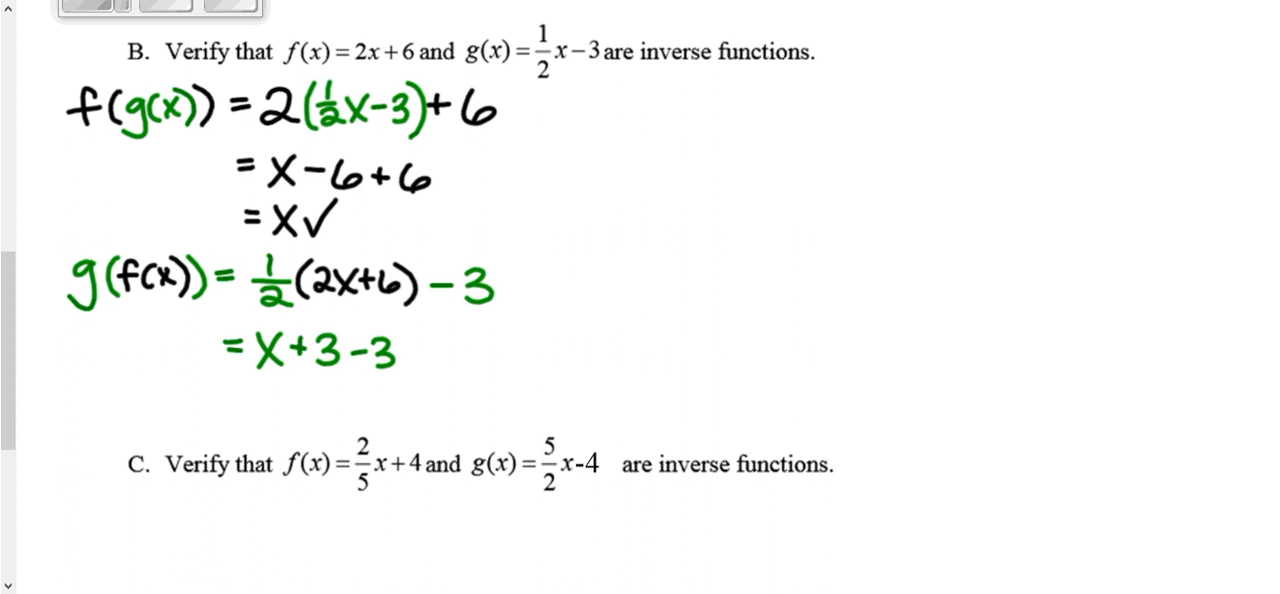 B. Verify that f(x) = 2x + 6 and g(x) = 1/2 x − 3 are inverse functions.
f(g(x)) = 2(1/2 x − 3) + 6
= x − 6 + 6
= x ✓
g(f(x)) = 1/2 (2x + 6) − 3
= x + 3 − 3
C. Verify that f(x) = 2/5 x + 4 and g(x) = 5/2 x - 4 are inverse functions.